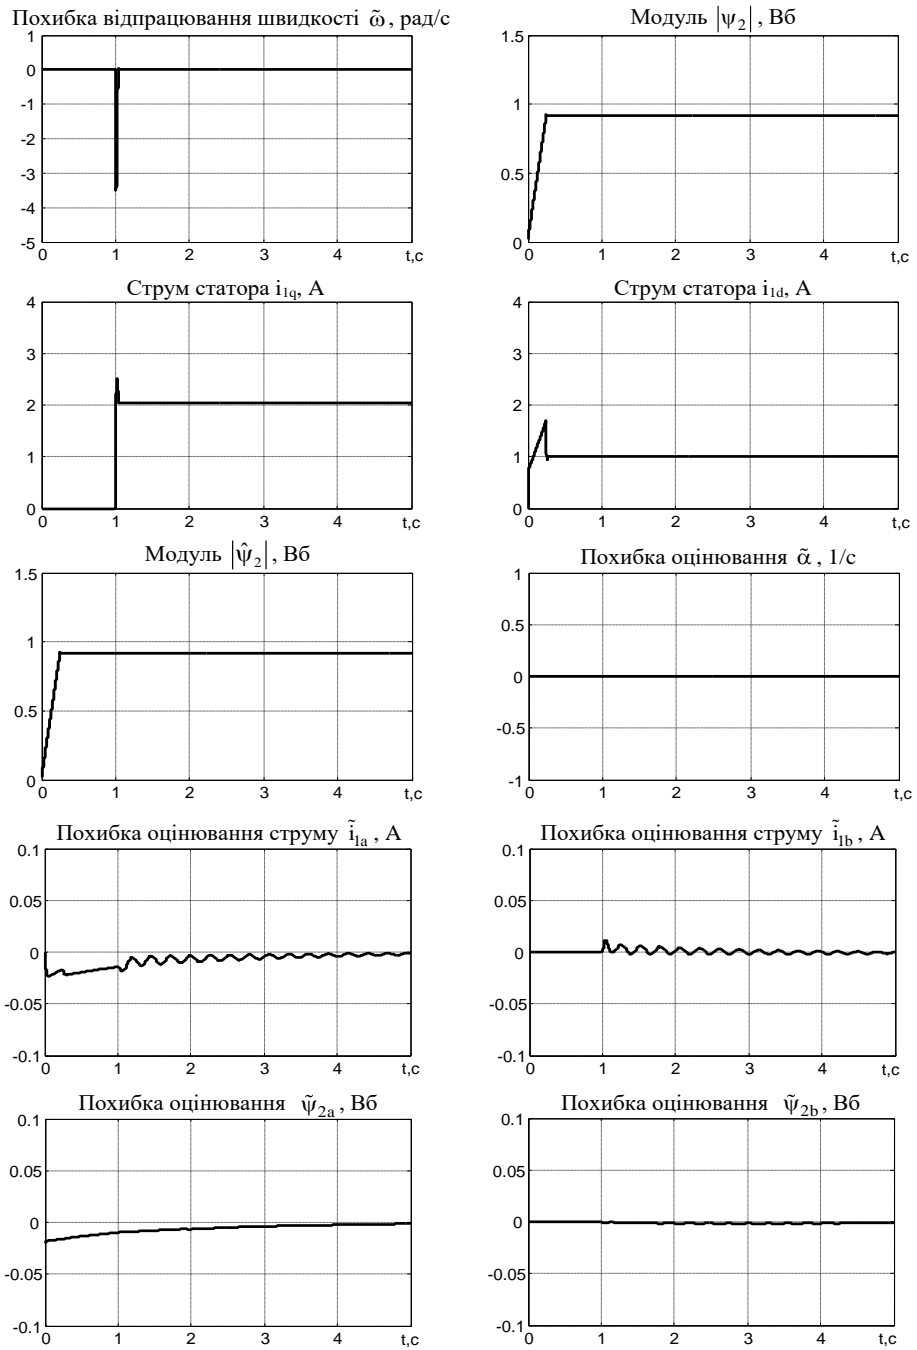 Похибка відпрацювання швидкості ω̃, рад/с
1
0
-1
-2
-3
-4
-5
0 1 2 3 4 t,c
Модуль |ψ₂|, Вб
1.5
1
0.5
0
0 1 2 3 4 t,c
Струм статора i₁q, А
4
3
2
1
0
0 1 2 3 4 t,c
Струм статора i₁d, А
4
3
2
1
0
0 1 2 3 4 t,c
Модуль |ψ̂₂|, Вб
1.5
1
0.5
0
0 1 2 3 4 t,c
Похибка оцінювання α̃, 1/с
1
0.5
0
-0.5
-1
0 1 2 3 4 t,c
Похибка оцінювання струму ĩ₁a, А
0.1
0.05
0
-0.05
-0.1
0 1 2 3 4 t,c
Похибка оцінювання струму ĩ₁b, А
0.1
0.05
0
-0.05
-0.1
0 1 2 3 4 t,c
Похибка оцінювання ψ̃₂a, Вб
0.1
0.05
0
-0.05
-0.1
0 1 2 3 4 t,c
Похибка оцінювання ψ̃₂b, Вб
0.1
0.05
0
-0.05
-0.1
0 1 2 3 4 t,c